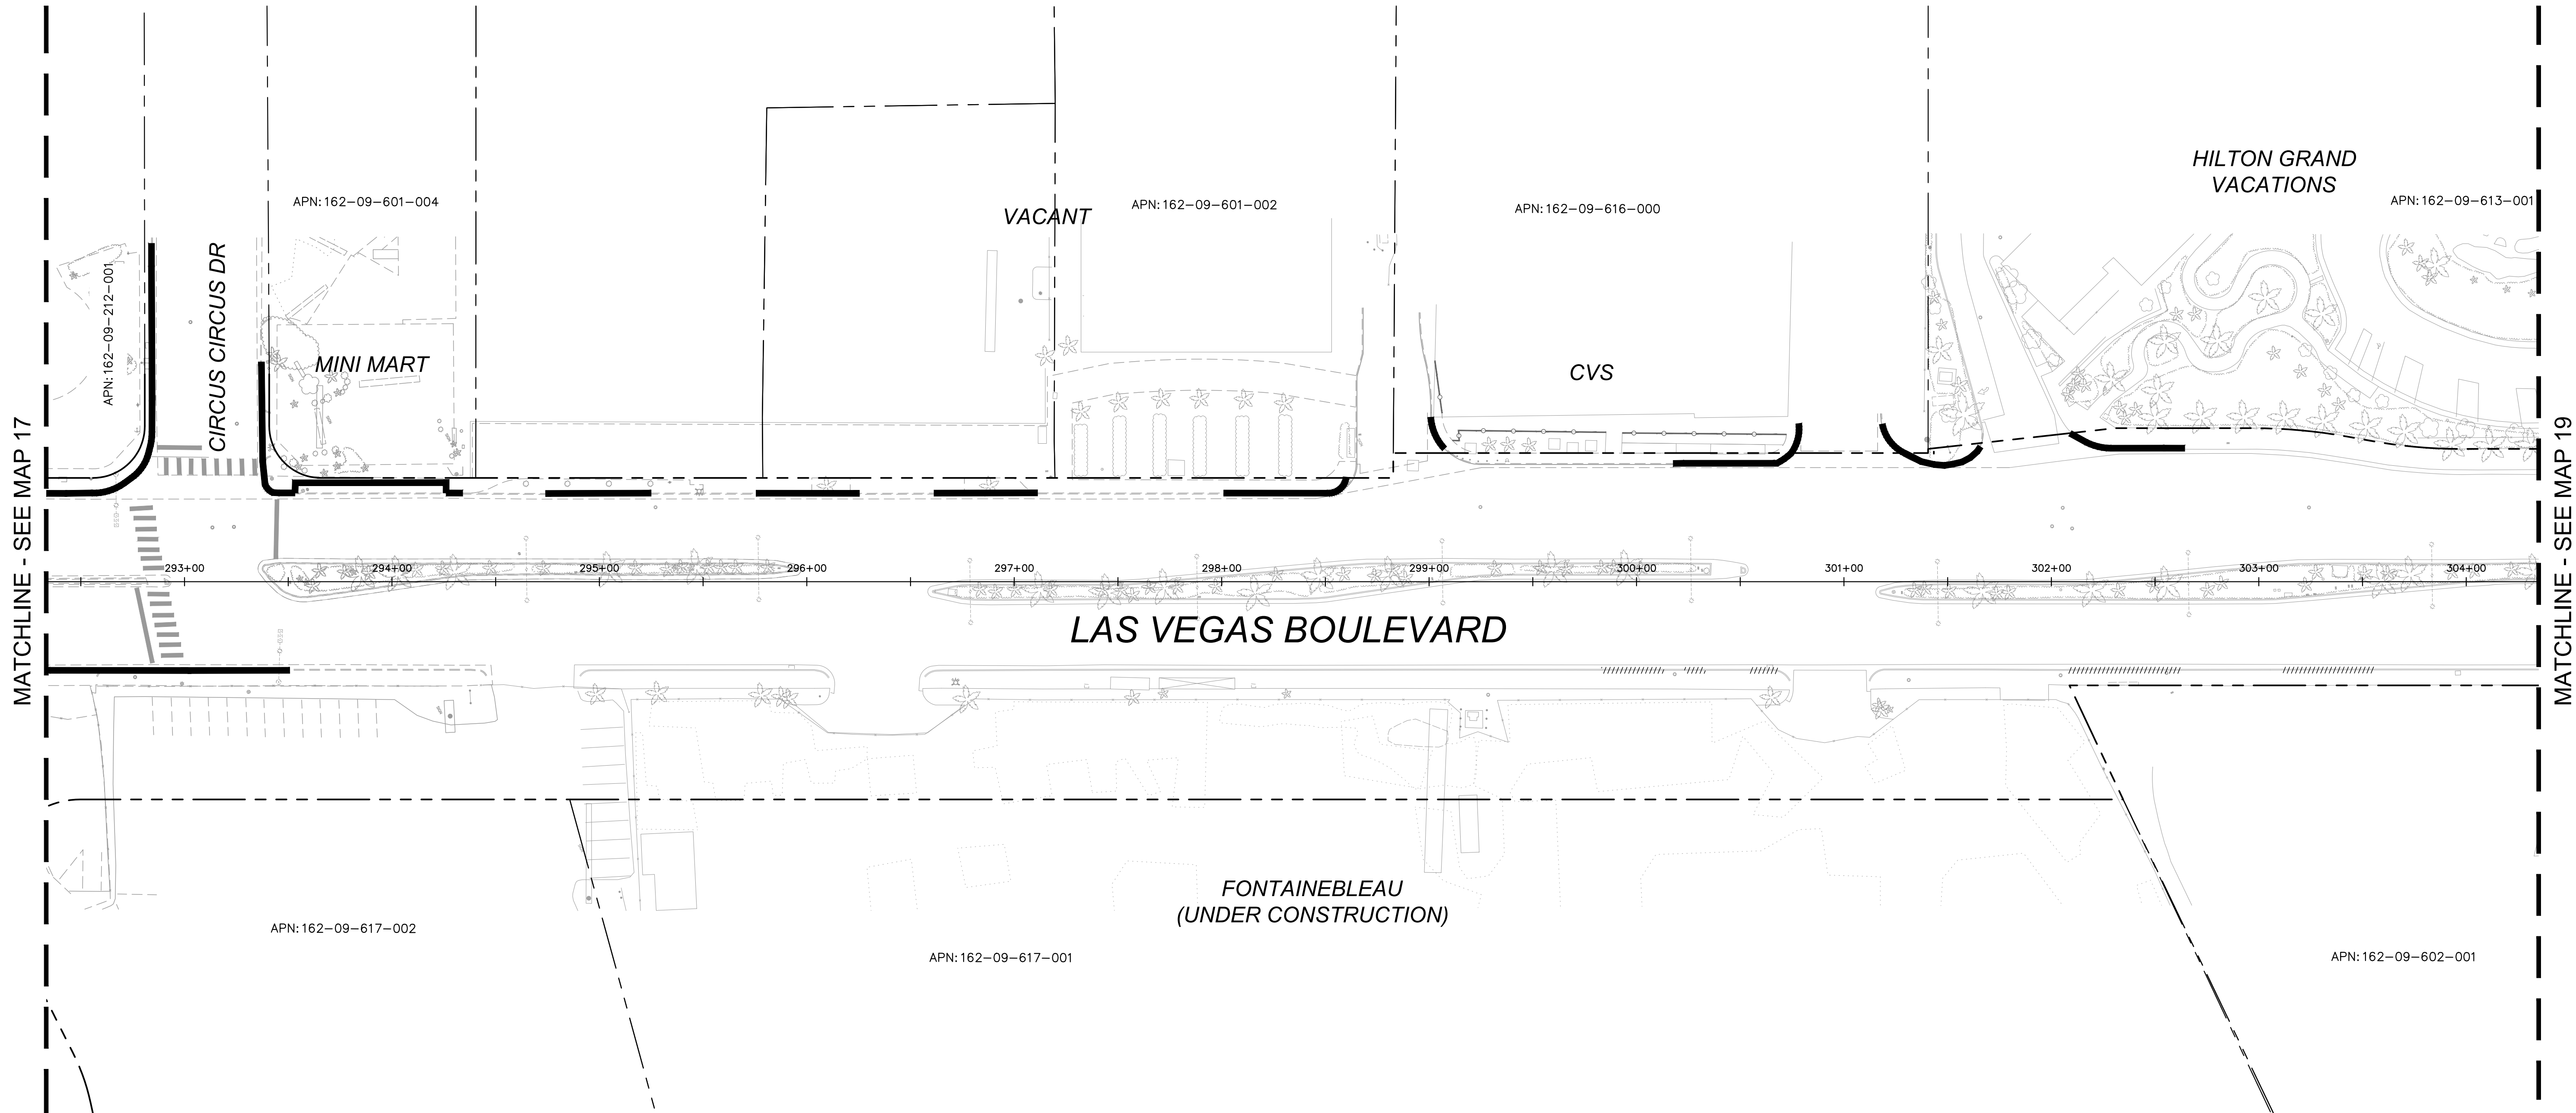 HILTON GRAND
VACATIONS
APN: 162-09-601-004
VACANT
APN: 162-09-601-002
APN: 162-09-616-000
APN: 162-09-613-001
APN: 162-09-212-001
CIRCUS CIRCUS DR
MINI MART
CVS
MATCHLINE - SEE MAP 17
MATCHLINE - SEE MAP 19
293+00
294+00
295+00
296+00
297+00
298+00
299+00
300+00
301+00
302+00
303+00
304+00
LAS VEGAS BOULEVARD
FONTAINEBLEAU
(UNDER CONSTRUCTION)
APN: 162-09-617-002
APN: 162-09-617-001
APN: 162-09-602-001